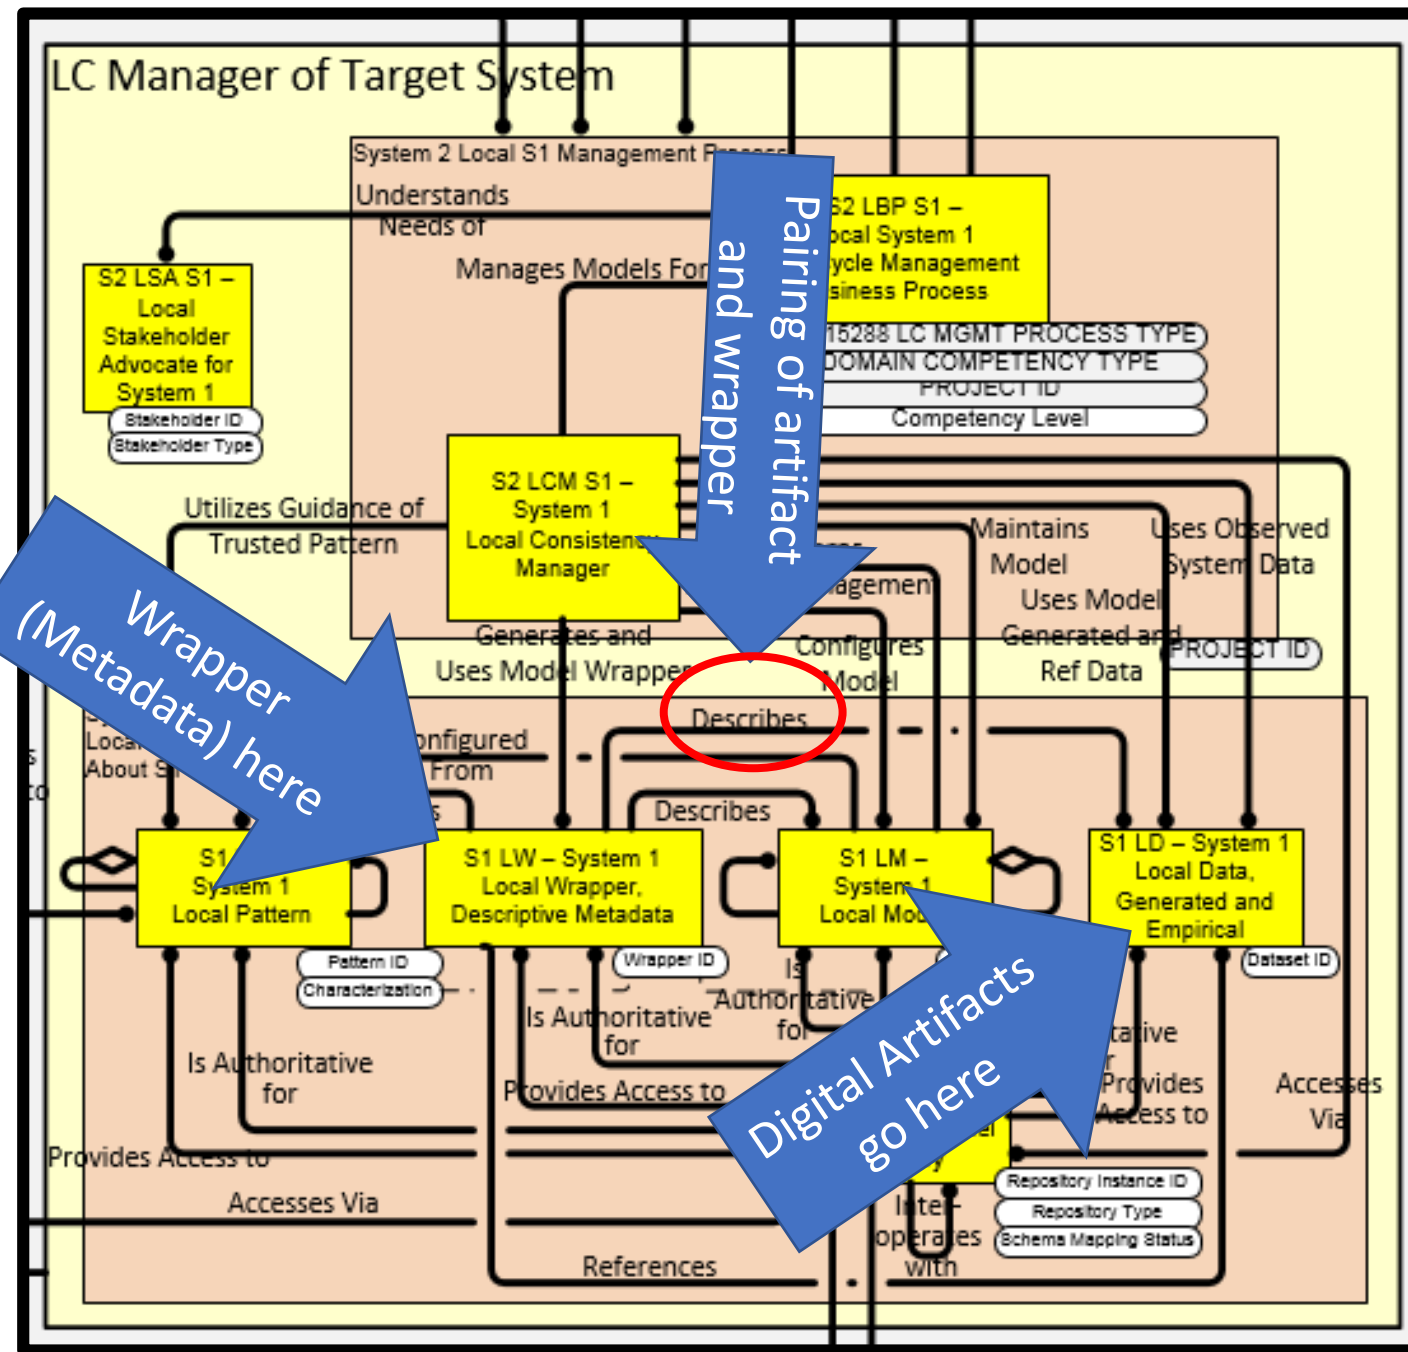 LC Manager of Target System
System 2 Local S1 Management Process
Understands
Needs of
Manages Models For
S2 LSA S1 –
Local
Stakeholder
Advocate for
System 1
Stakeholder ID
Stakeholder Type
S2 LBP S1 –
System 1
Management
Process
15288 LC MGMT PROCESS TYPE
DOMAIN COMPETENCY TYPE
PROJECT ID
Competency Level
Pairing of artifact
and wrapper
S2 LCM S1 –
System 1
Local Consistency
Manager
Utilizes Guidance of
Trusted Pattern
Maintains
Model
Uses Observed
System Data
Uses Model
Generated and
Ref Data
PROJECT ID
Generates and
Uses Model Wrapper
Configures
Model
Wrapper
(Metadata) here
About
From
Describes
Describes
S1
System 1
Local Pattern
S1 LW – System 1
Local Wrapper,
Descriptive Metadata
S1 LM –
System 1
Local
S1 LD – System 1
Local Data,
Generated and
Empirical
Pattern ID
Characterization
Wrapper ID
Dataset ID
Is Authoritative
for
Is Authoritative
for
Is
Authoritative
for
Provides Access to
Provides
Access to
Accesses
Via
Digital Artifacts
go here
Provides Access to
Accesses Via
References
Inter-
operates
with
Repository Instance ID
Repository Type
Schema Mapping Status